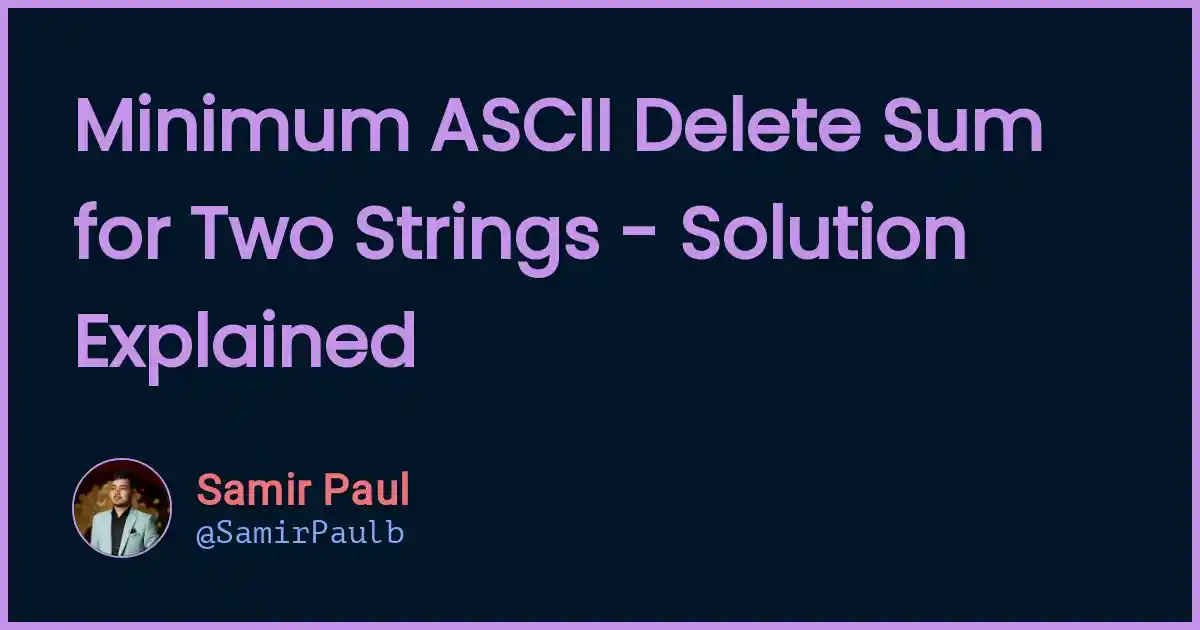 Minimum ASCII Delete Sum
for Two Strings - Solution
Explained
Samir Paul
@SamirPaulb